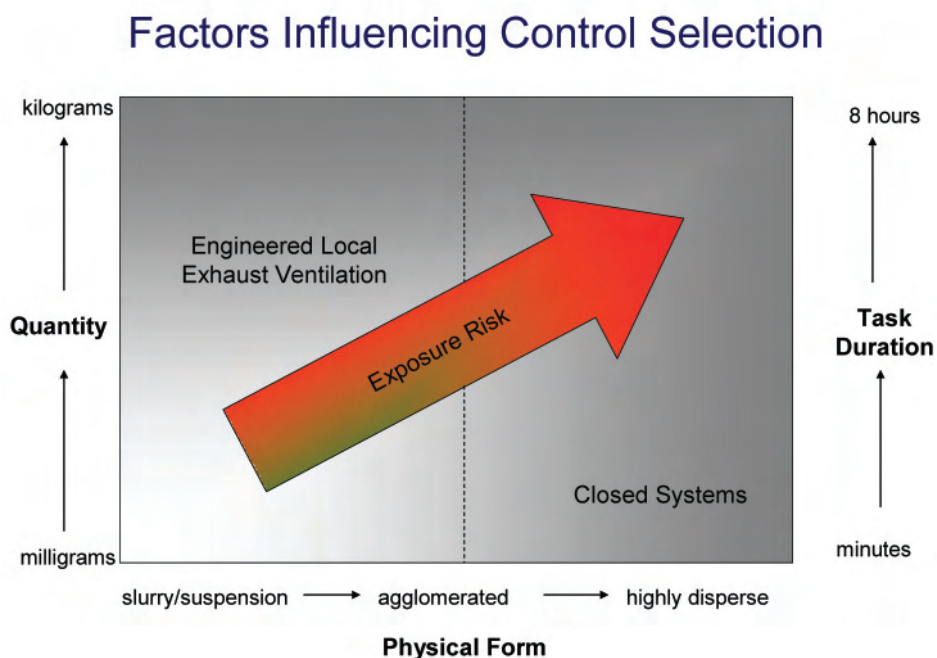 Factors Influencing Control Selection
kilograms
Quantity
milligrams
Engineered Local
Exhaust Ventilation
Exposure Risk
Closed Systems
8 hours
Task
Duration
minutes
slurry/suspension
agglomerated
highly disperse
Physical Form